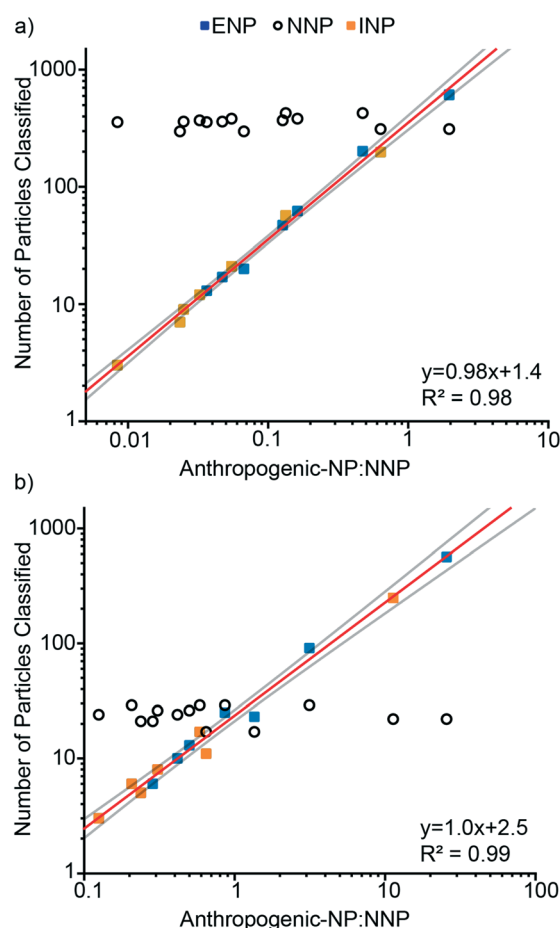 ENP NNP INP
a)
1000
100
10
1
0.01 0.1 1 10
Number of Particles Classified
y=0.98x+1.4
R² = 0.98
Anthropogenic-NP:NNP
b)
1000
100
10
1
0.1 1 10 100
Number of Particles Classified
y=1.0x+2.5
R² = 0.99
Anthropogenic-NP:NNP